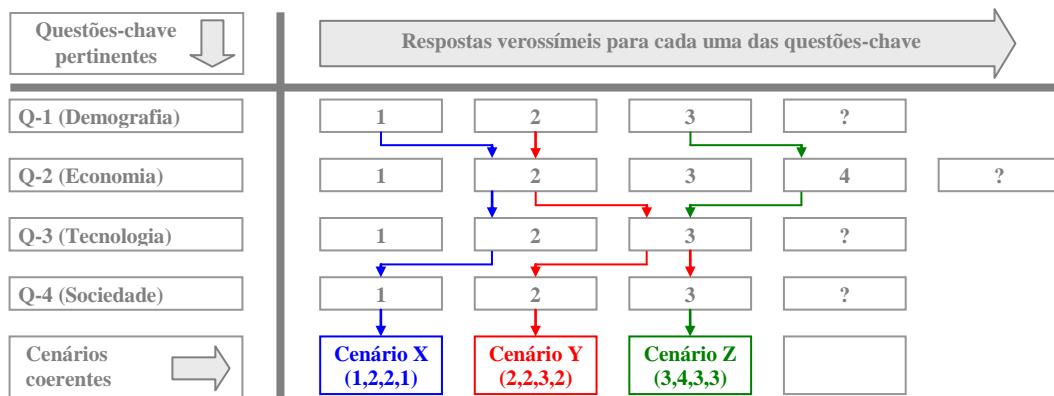 Questões-chave
pertinentes
Respostas verossímeis para cada uma das questões-chave
Q-1 (Demografia)
1
2
3
?
Q-2 (Economia)
1
2
3
4
?
Q-3 (Tecnologia)
1
2
3
?
Q-4 (Sociedade)
1
2
3
?
Cenários
coerentes
Cenário X
(1,2,2,1)
Cenário Y
(2,2,3,2)
Cenário Z
(3,4,3,3)